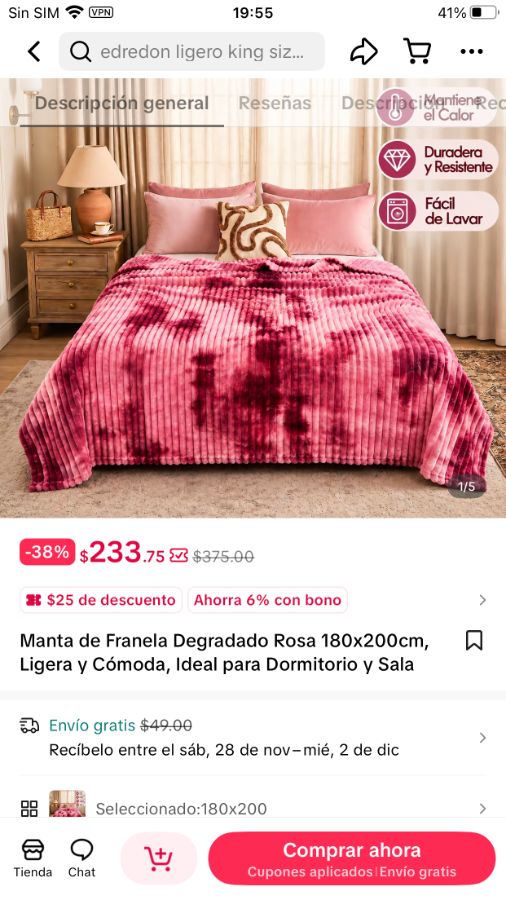 Sin SIM VPN 19:55 41%
edredon ligero king siz...
Descripción general Reseñas Descripción Rec
Mantiene
el Calor
Duradera
y Resistente
Fácil
de Lavar
1/5
-38% $233.75 $375.00
$25 de descuento Ahorra 6% con bono
Manta de Franela Degradado Rosa 180x200cm,
Ligera y Cómoda, Ideal para Dormitorio y Sala
Envío gratis $49.00
Recíbelo entre el sáb, 28 de nov–mié, 2 de dic
Seleccionado:180x200
Tienda Chat Comprar ahora
Cupones aplicados|Envío gratis